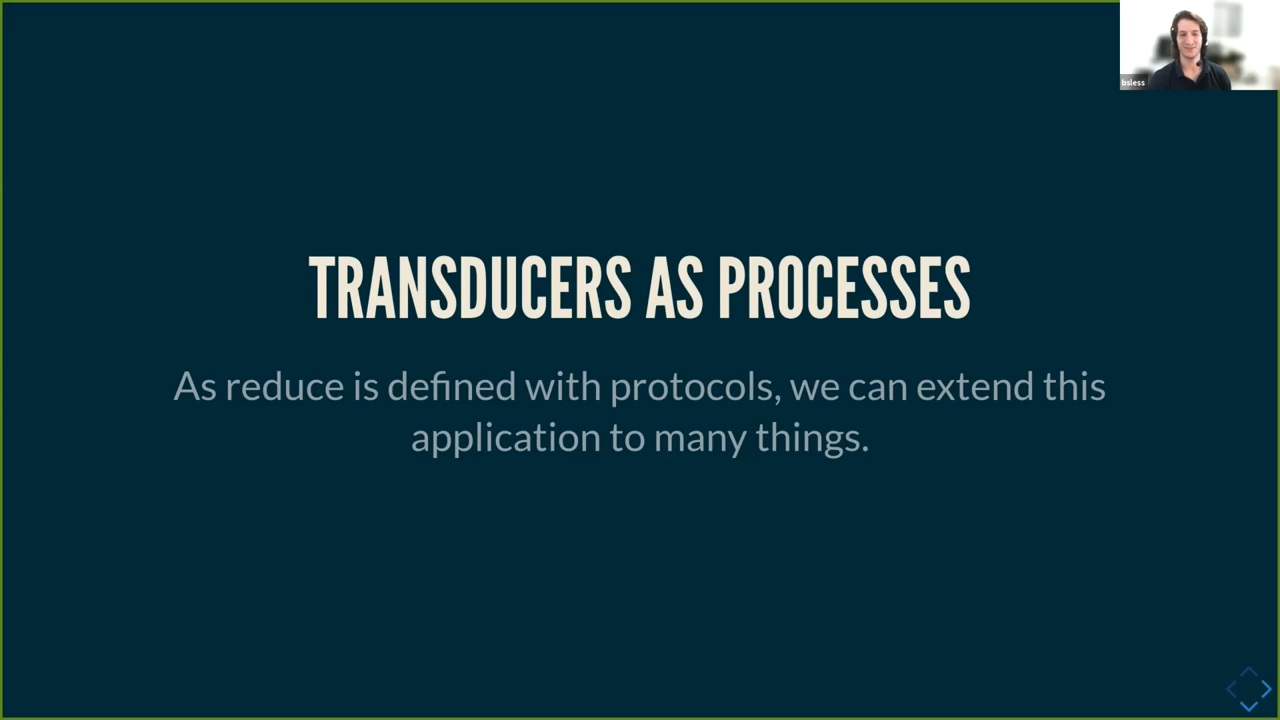 bsless
TRANSDUCERS AS PROCESSES
As reduce is defined with protocols, we can extend this
application to many things.